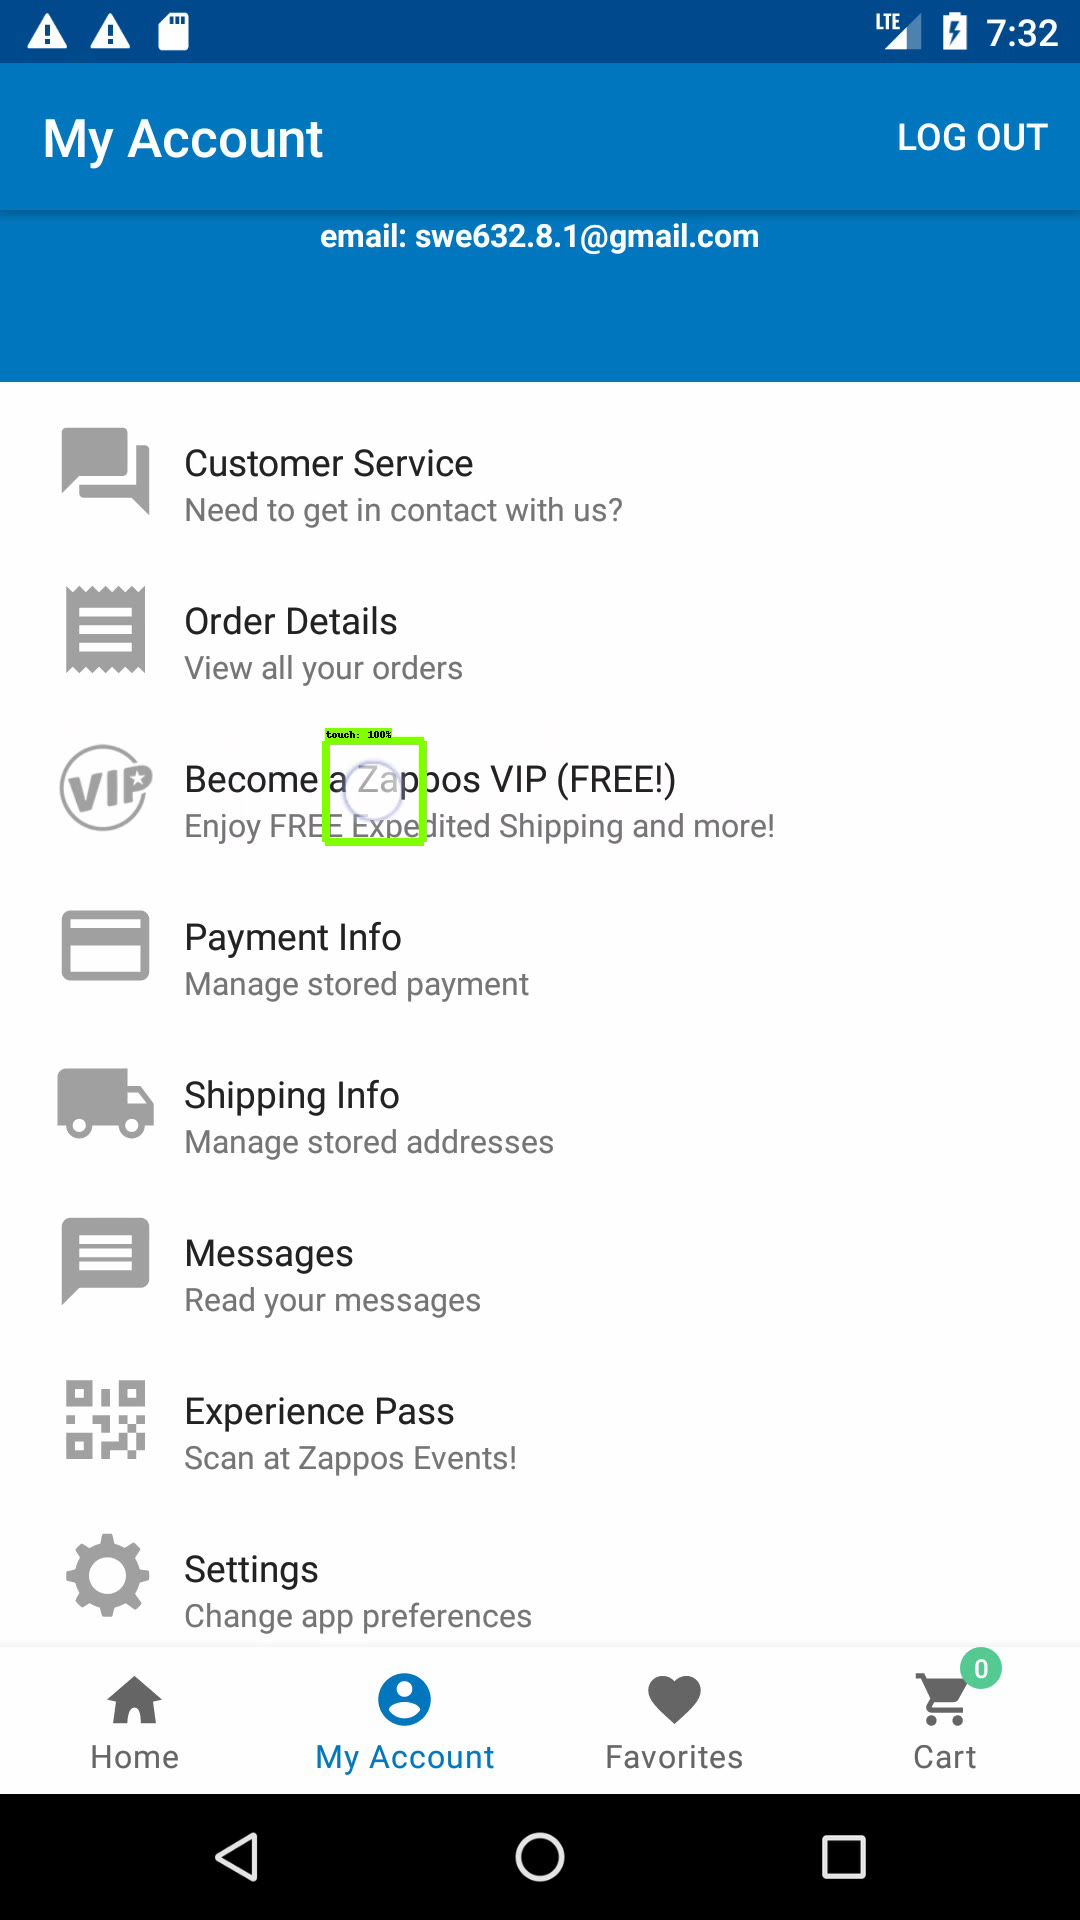 LTE 7:32
My Account LOG OUT
email: swe632.8.1@gmail.com
Customer Service
Need to get in contact with us?
Order Details
View all your orders
touch: 100%
VIP
Become a Zappos VIP (FREE!)
Enjoy FREE Expedited Shipping and more!
Payment Info
Manage stored payment
Shipping Info
Manage stored addresses
Messages
Read your messages
Experience Pass
Scan at Zappos Events!
Settings
Change app preferences
0
Home My Account Favorites Cart